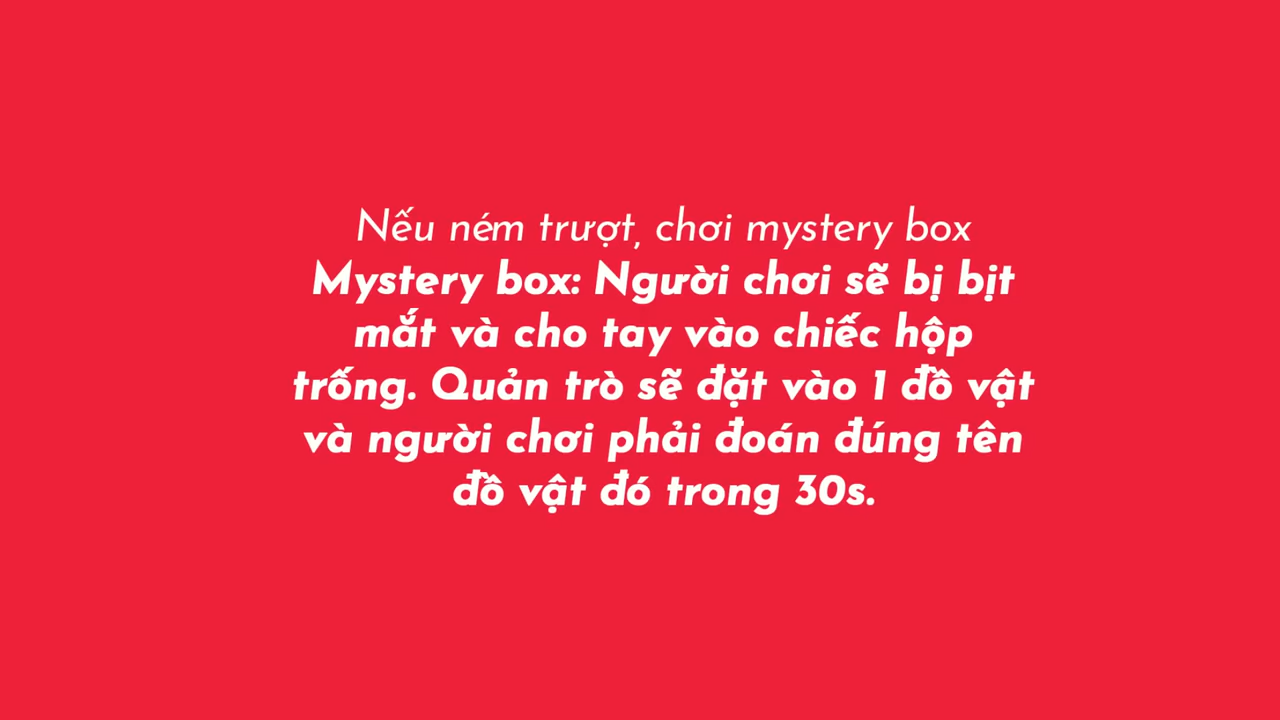 Nếu ném trượt, chơi mystery box
Mystery box: Người chơi sẽ bị bịt
mắt và cho tay vào chiếc hộp
trống. Quản trò sẽ đặt vào 1 đồ vật
và người chơi phải đoán đúng tên
đồ vật đó trong 30s.